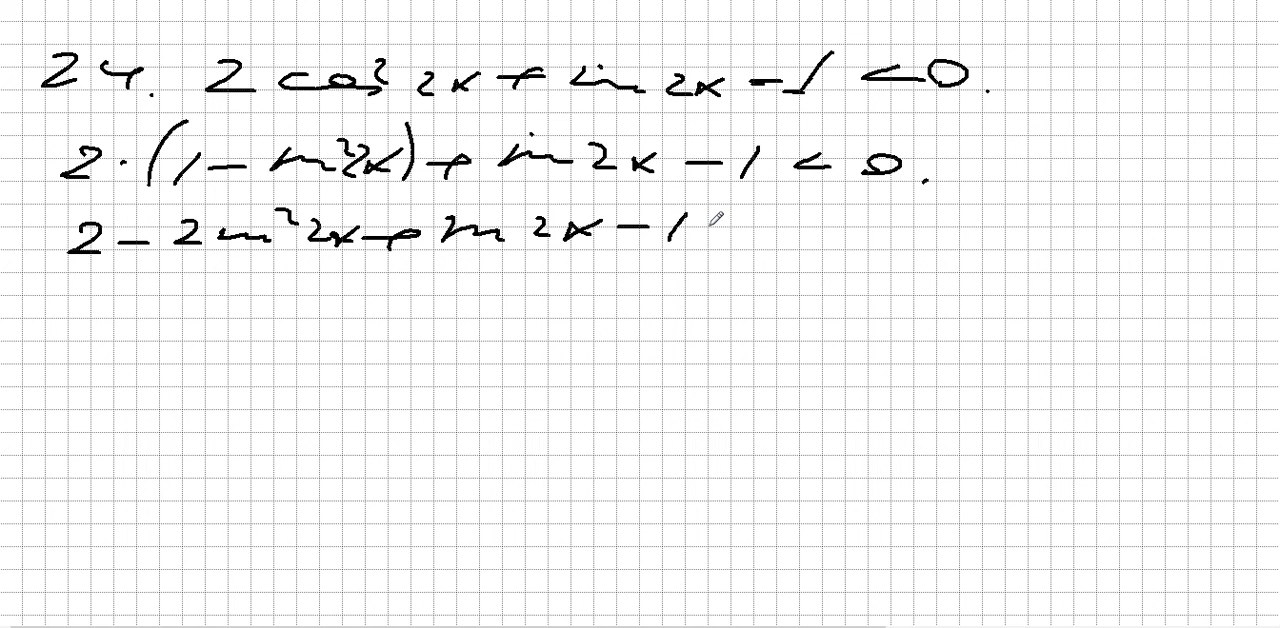 24. 2 cos² 2x + sin 2x - 1 < 0.
2 · (1 - sin² 2x) + sin 2x - 1 < 0.
2 - 2 sin² 2x + sin 2x - 1